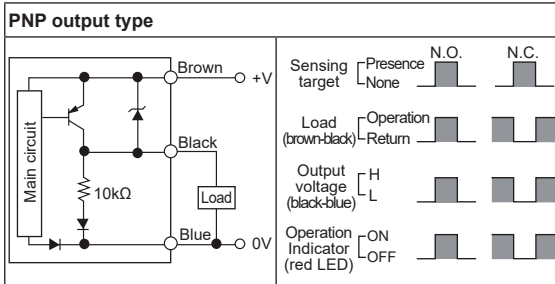 PNP output type
Main circuit
Brown
+V
Black
10kΩ
Load
Blue
0V
N.O.
N.C.
Sensing
target
Presence
None
Load
(brown-black)
Operation
Return
Output
voltage
(black-blue)
H
L
Operation
Indicator
(red LED)
ON
OFF